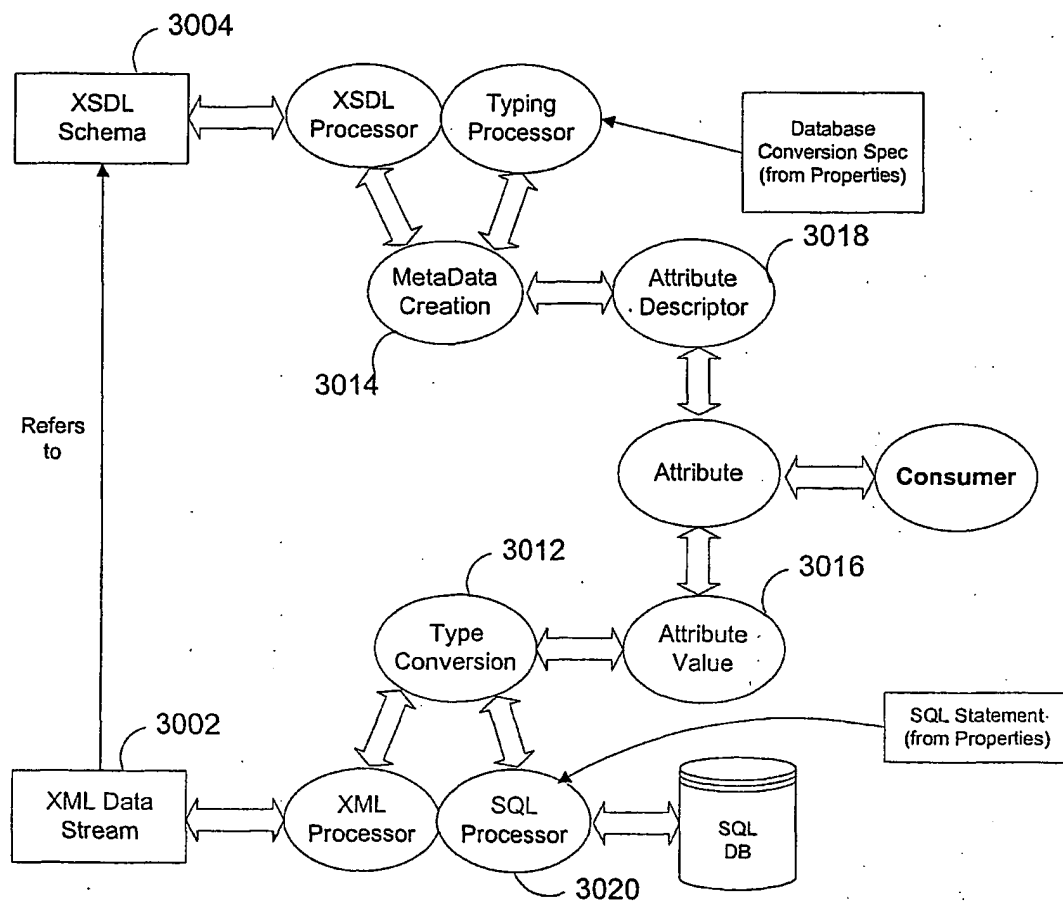 3004
XSDL
Schema
XSDL
Processor
Typing
Processor
Database
Conversion Spec
(from Properties)
3018
MetaData
Creation
Attribute
Descriptor
3014
Refers
to
Attribute
Consumer
3012
3016
Type
Conversion
Attribute
Value
3002
SQL Statement
(from Properties)
XML Data
Stream
XML
Processor
SQL
Processor
SQL
DB
3020